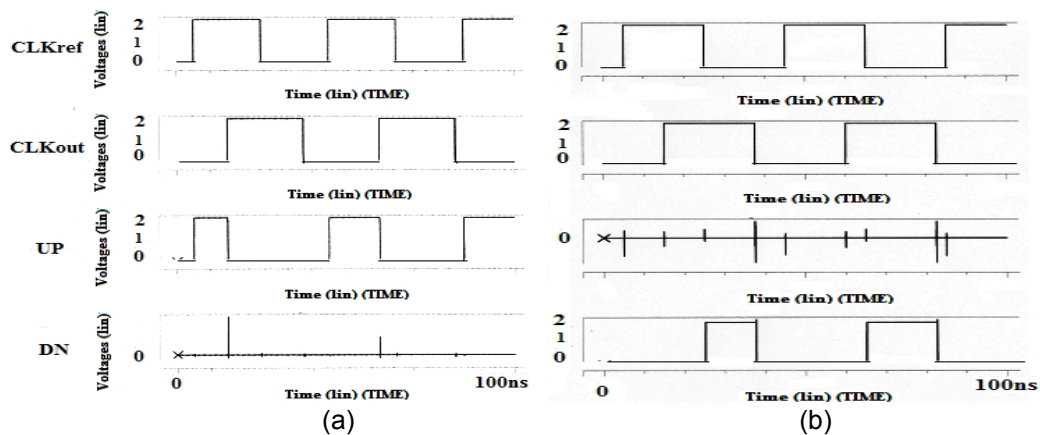 CLKref
Voltages (lin)
2
1
0
Time (lin) (TIME)
CLKout
Voltages (lin)
2
1
0
Time (lin) (TIME)
UP
Voltages (lin)
2
1
0
Time (lin) (TIME)
DN
Voltages (lin)
0
0
100ns
Time (lin) (TIME)
(a)
2
1
0
Time (lin) (TIME)
2
1
0
Time (lin) (TIME)
0
Time (lin) (TIME)
2
1
0
0
100ns
Time (lin) (TIME)
(b)